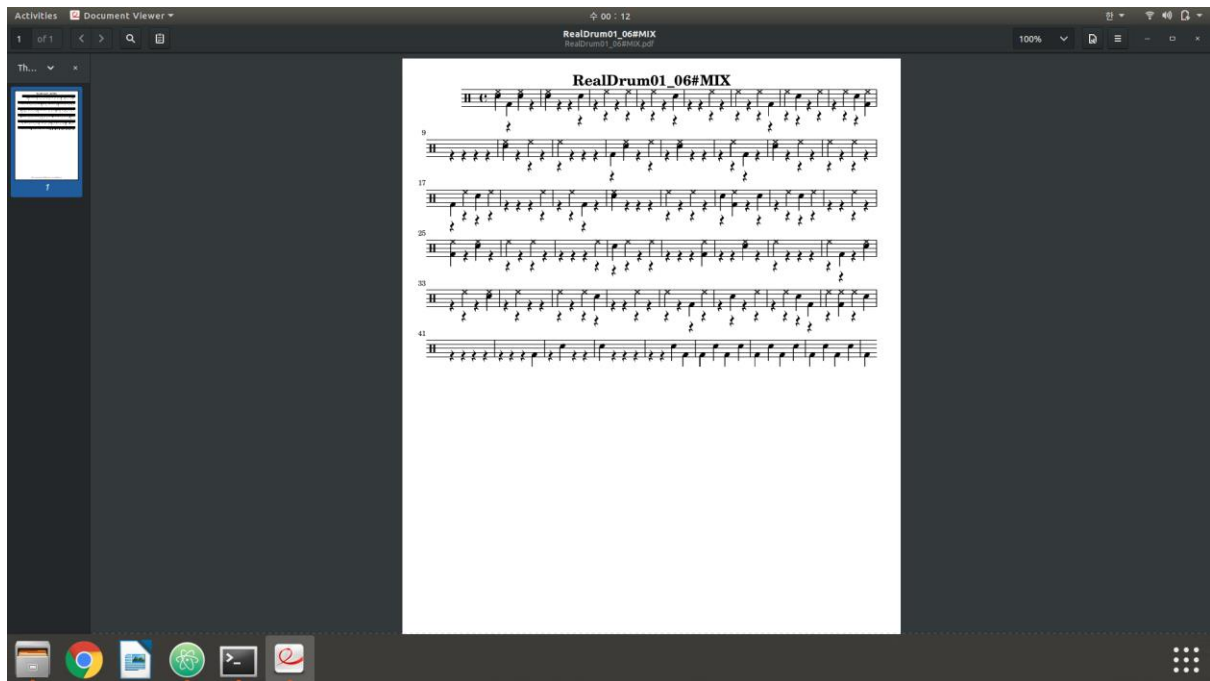 Activities Document Viewer 수 00 : 12 한
1 of 1 RealDrum01_06#MIX 100%
RealDrum01_06#MIX.pdf
Th...
RealDrum01_06#MIX
9
17
25
33
41
1